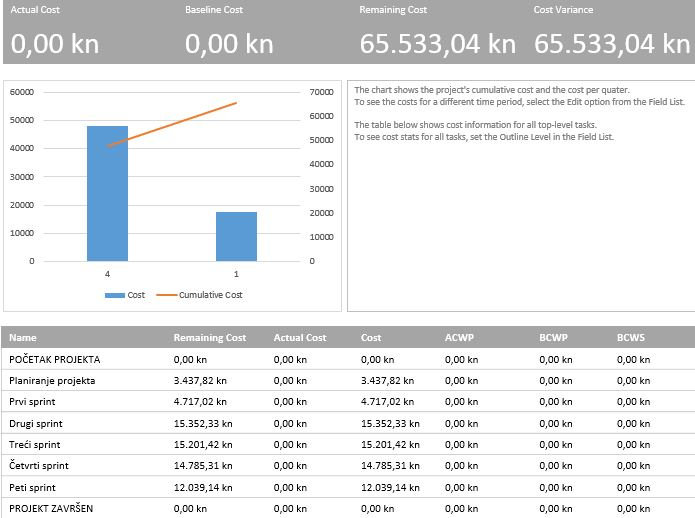 Actual Cost Baseline Cost Remaining Cost Cost Variance
0,00 kn 0,00 kn 65.533,04 kn 65.533,04 kn
60000
50000
40000
30000
20000
10000
0
70000
60000
50000
40000
30000
20000
10000
0
4 1
Cost Cumulative Cost
The chart shows the project's cumulative cost and the cost per quater.
To see the costs for a different time period, select the Edit option from the Field List.
The table below shows cost information for all top-level tasks.
To see cost stats for all tasks, set the Outline Level in the Field List.
Name Remaining Cost Actual Cost Cost ACWP BCWP BCWS
POČETAK PROJEKTA 0,00 kn 0,00 kn 0,00 kn 0,00 kn 0,00 kn 0,00 kn
Planiranje projekta 3.437,82 kn 0,00 kn 3.437,82 kn 0,00 kn 0,00 kn 0,00 kn
Prvi sprint 4.717,02 kn 0,00 kn 4.717,02 kn 0,00 kn 0,00 kn 0,00 kn
Drugi sprint 15.352,33 kn 0,00 kn 15.352,33 kn 0,00 kn 0,00 kn 0,00 kn
Treći sprint 15.201,42 kn 0,00 kn 15.201,42 kn 0,00 kn 0,00 kn 0,00 kn
Četvrti sprint 14.785,31 kn 0,00 kn 14.785,31 kn 0,00 kn 0,00 kn 0,00 kn
Peti sprint 12.039,14 kn 0,00 kn 12.039,14 kn 0,00 kn 0,00 kn 0,00 kn
PROJEKT ZAVRŠEN 0,00 kn 0,00 kn 0,00 kn 0,00 kn 0,00 kn 0,00 kn